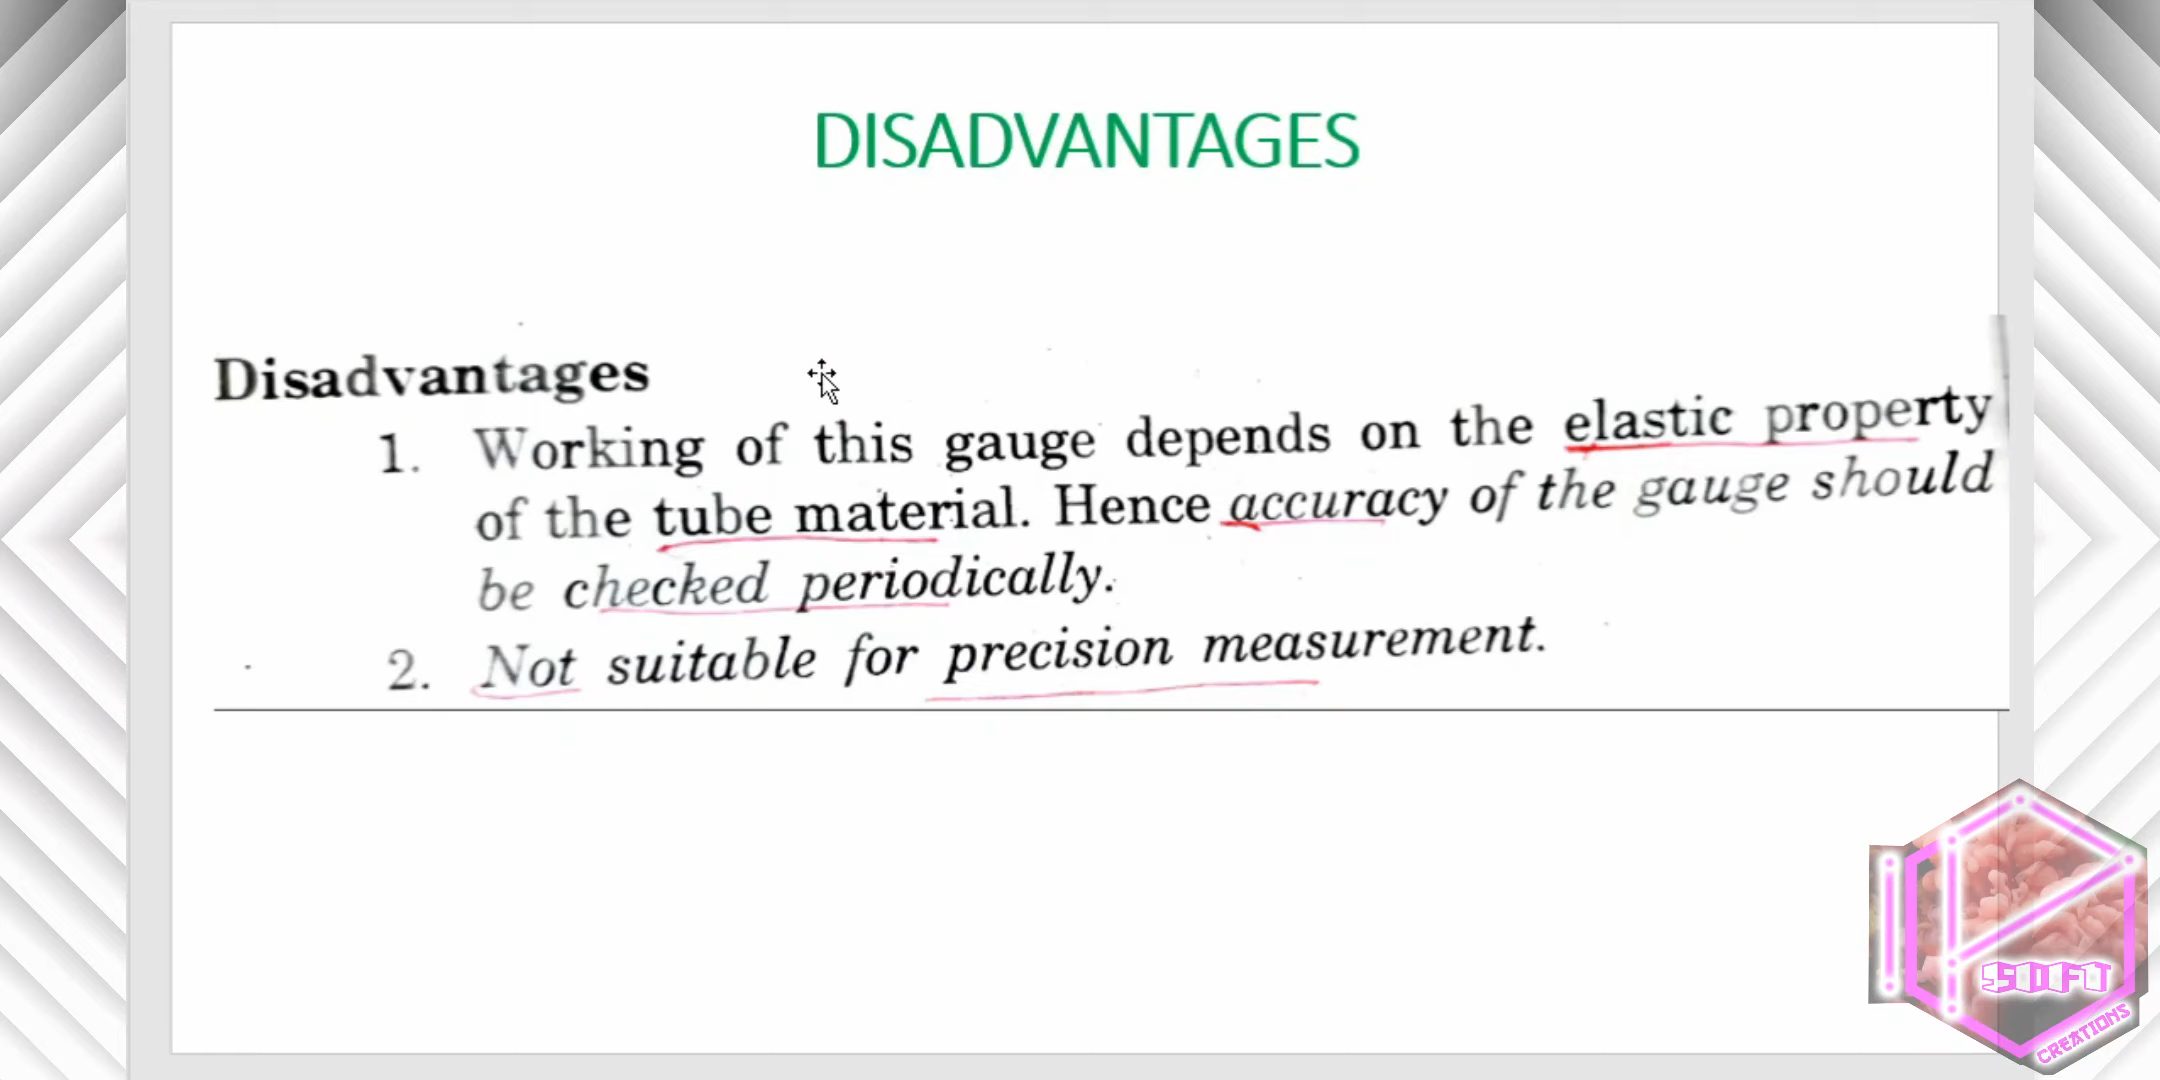 DISADVANTAGES
Disadvantages
1. Working of this gauge depends on the elastic property
of the tube material. Hence accuracy of the gauge should
be checked periodically.
2. Not suitable for precision measurement.
SOFT
CREATIONS